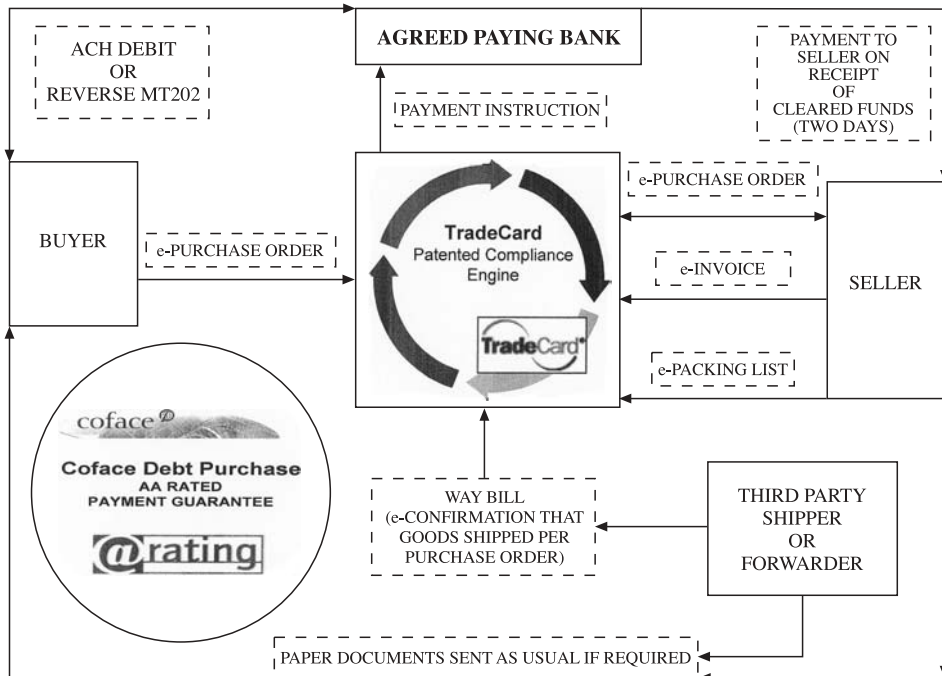 ACH DEBIT
OR
REVERSE MT202
AGREED PAYING BANK
PAYMENT TO
SELLER ON
RECEIPT
OF
CLEARED FUNDS
(TWO DAYS)
PAYMENT INSTRUCTION
BUYER
e-PURCHASE ORDER
TradeCard
Patented Compliance
Engine
TradeCard®
e-PURCHASE ORDER
e-INVOICE
e-PACKING LIST
SELLER
coface
Coface Debt Purchase
AA RATED
PAYMENT GUARANTEE
@rating
WAY BILL
(e-CONFIRMATION THAT
GOODS SHIPPED PER
PURCHASE ORDER)
THIRD PARTY
SHIPPER
OR
FORWARDER
PAPER DOCUMENTS SENT AS USUAL IF REQUIRED